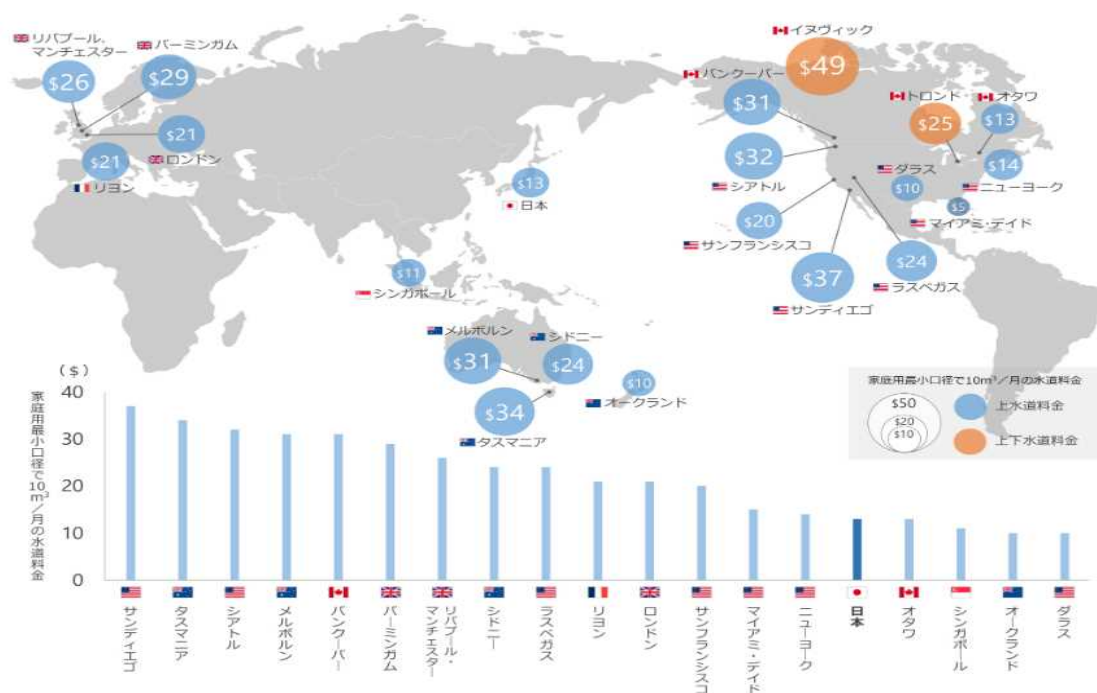 リバプール、
マンチェスター
バーミンガム
$26
$29
$21
ロンドン
$21
リヨン
$13
日本
$11
シンガポール
メルボルン
シドニー
$31
$24
$34
タスマニア
$10
オークランド
イヌヴィック
$49
バンクーバー
$31
トロンド
オタワ
$25
$13
$32
シアトル
ダラス
$10
$14
ニューヨーク
$5
マイアミ・デイド
$20
サンフランシスコ
$24
ラスベガス
$37
サンディエゴ
家庭用最小口径で10m³/月の水道料金
$50
$20
$10
上水道料金
上下水道料金
($)
家庭用最小口径で10m³/月の水道料金
40
30
20
10
0
サンディエゴ
タスマニア
シアトル
メルボルン
バンクーバー
バーミンガム
リバプール・
マンチェスター
シドニー
ラスベガス
リヨン
ロンドン
サンフランシスコ
マイアミ・デイド
ニューヨーク
日本
オタワ
シンガポール
オークランド
ダラス